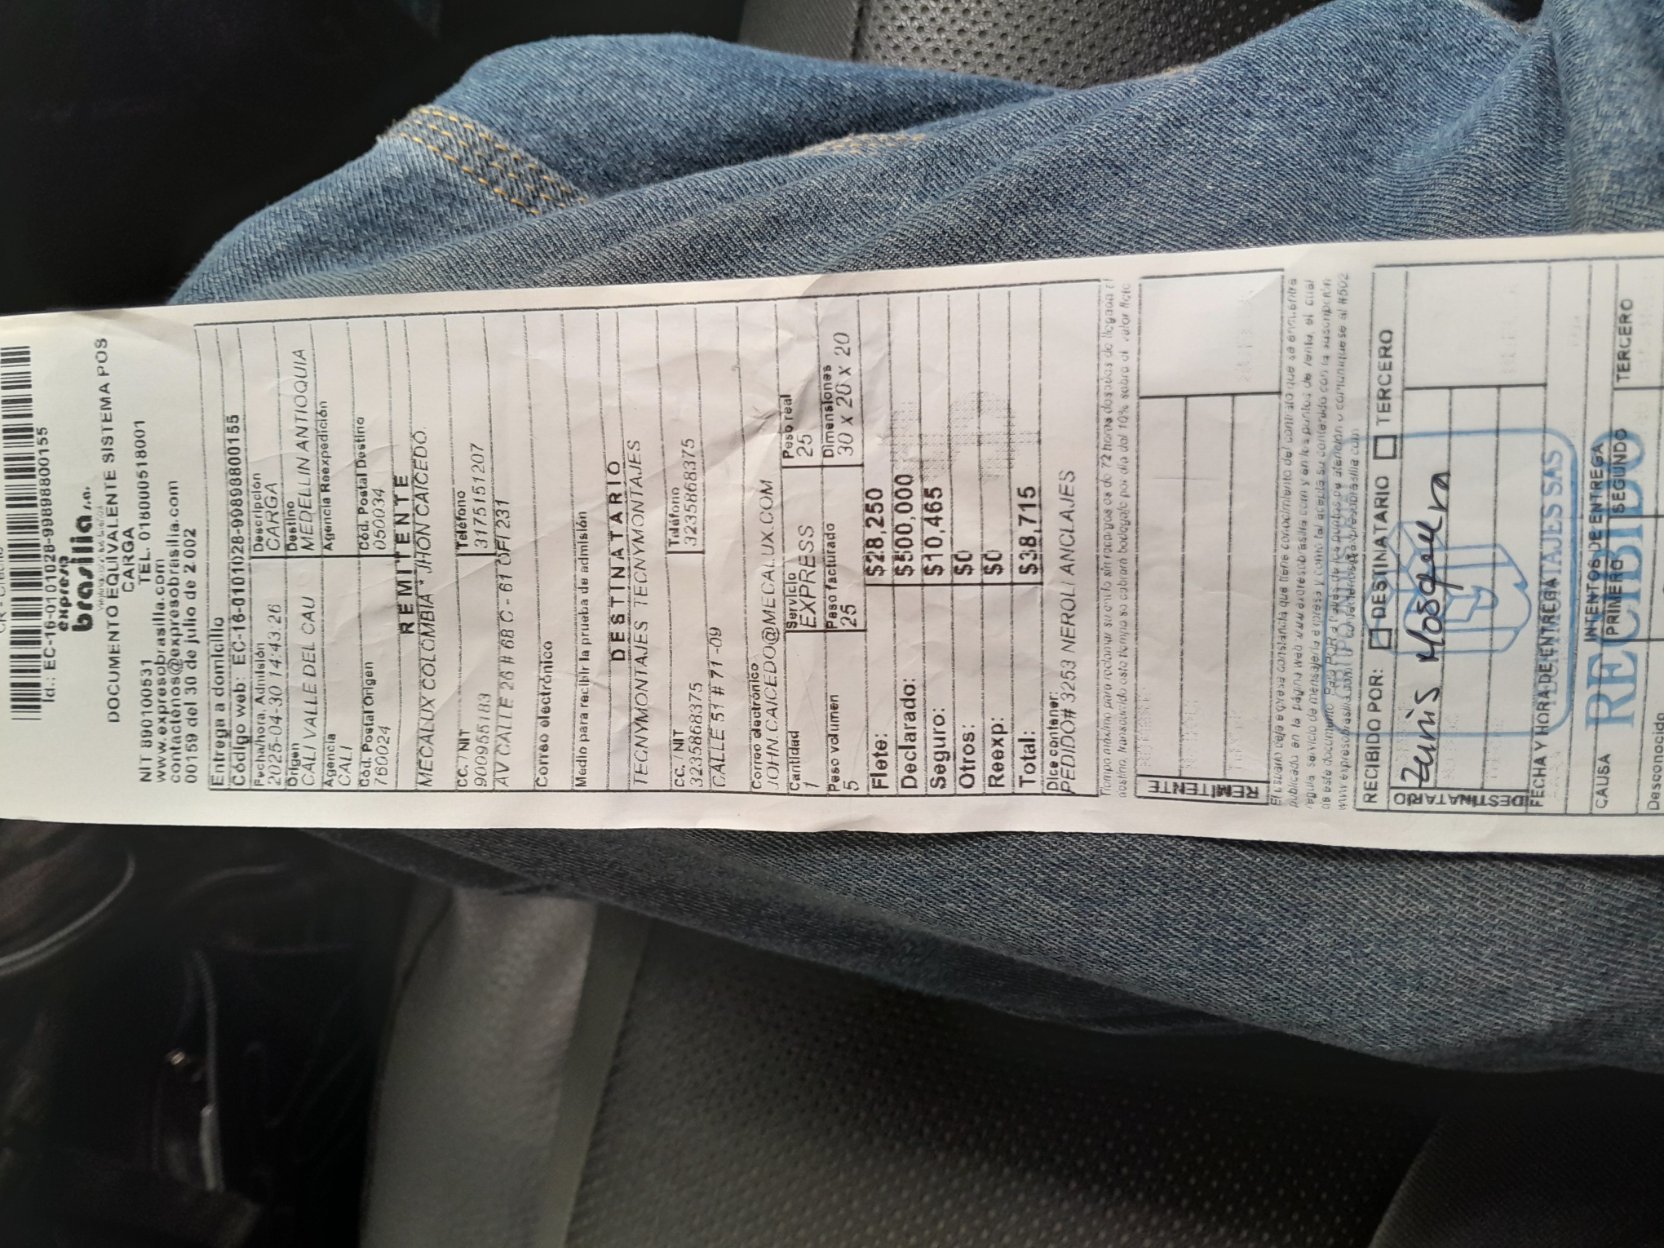 Id.: EC-16-0101028-9989800155
expreso
brasilia s.a.
DOCUMENTO EQUIVALENTE SISTEMA POS
CARGA
NIT 890100531 TEL. 018000518001
www.expresobrasilia.com
contactenos@expresobrasilia.com
00159 del 30 de julio de 2002
Entrega a domicilio
Código web: EC-16-0101028-9989800155
Fecha/hora. Admisión Descripción
2025-04-30 14:43:26 CARGA
Origen Destino
CALI VALLE DEL CAU MEDELLIN ANTIOQUIA
Agencia Agencia Reexpedición
CALI
Cód. Postal Origen Cód. Postal Destino
760024 050034
REMITENTE
MECALUX COLOMBIA * JHON CAICEDO.
CC. / NIT Teléfono
900955183 3175151207
AV CALLE 26 # 68 C - 61 OFI 231
Correo electrónico
Medio para recibir la prueba de admisión
DESTINATARIO
TECNYMONTAJES TECNYMONTAJES
CC. / NIT Teléfono
3235868375 3235868375
CALLE 51 # 71 -09
Correo electrónico
JOHN.CAICEDO@MECALUX.COM
Cantidad Servicio Peso real
1 EXPRESS 25
Peso volumen Peso facturado Dimensiones
5 25 30 x 20 x 20
Flete: $28,250
Declarado: $500,000
Seguro: $10,465
Otros: $0
Reexp: $0
Total: $38,715
Dice contener:
PEDIDO# 3253 NEROLI ANCLAJES
REMITENTE
RECIBIDO POR: DESTINATARIO TERCERO
DESTINATARIO
Mosquera
FECHA Y HORA DE ENTREGA
INTENTOS DE ENTREGA
CAUSA PRIMERO SEGUNDO TERCERO
RECIBIDO
Desconocido